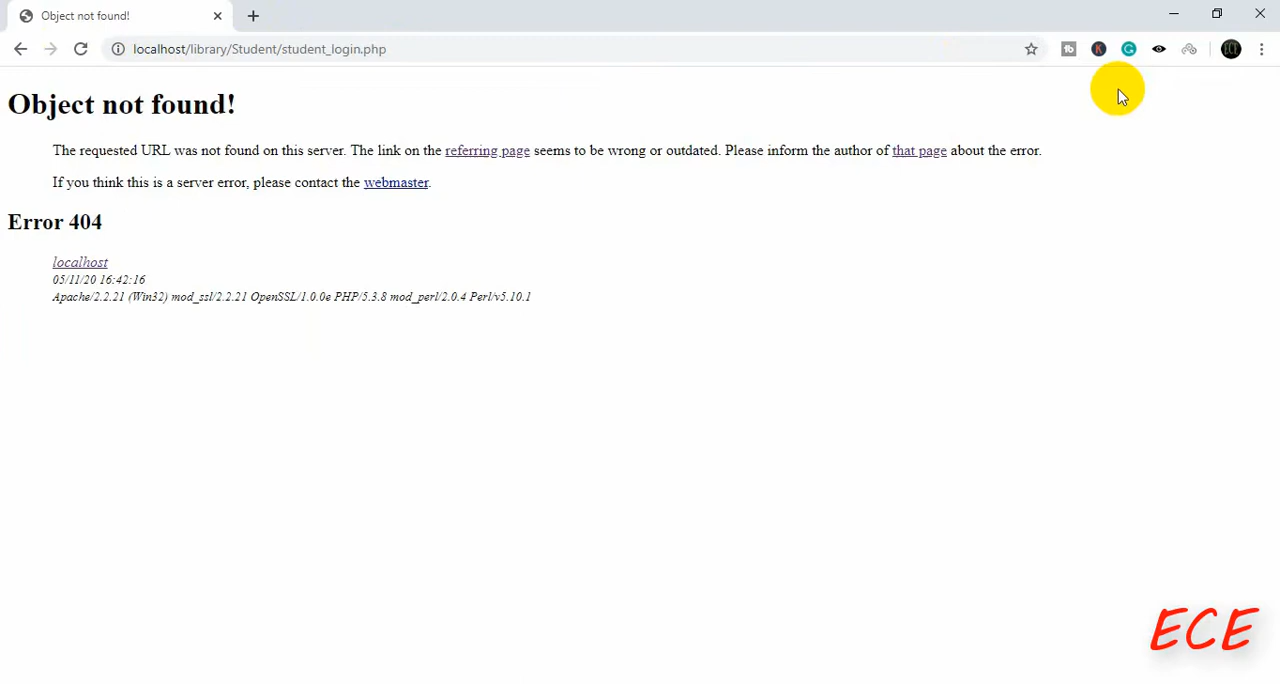 Object not found!
localhost/library/Student/student_login.php
Object not found!
The requested URL was not found on this server. The link on the referring page seems to be wrong or outdated. Please inform the author of that page about the error.
If you think this is a server error, please contact the webmaster.
Error 404
localhost
05/11/20 16:42:16
Apache/2.2.21 (Win32) mod_ssl/2.2.21 OpenSSL/1.0.0e PHP/5.3.8 mod_perl/2.0.4 Perl/v5.10.1
ECE